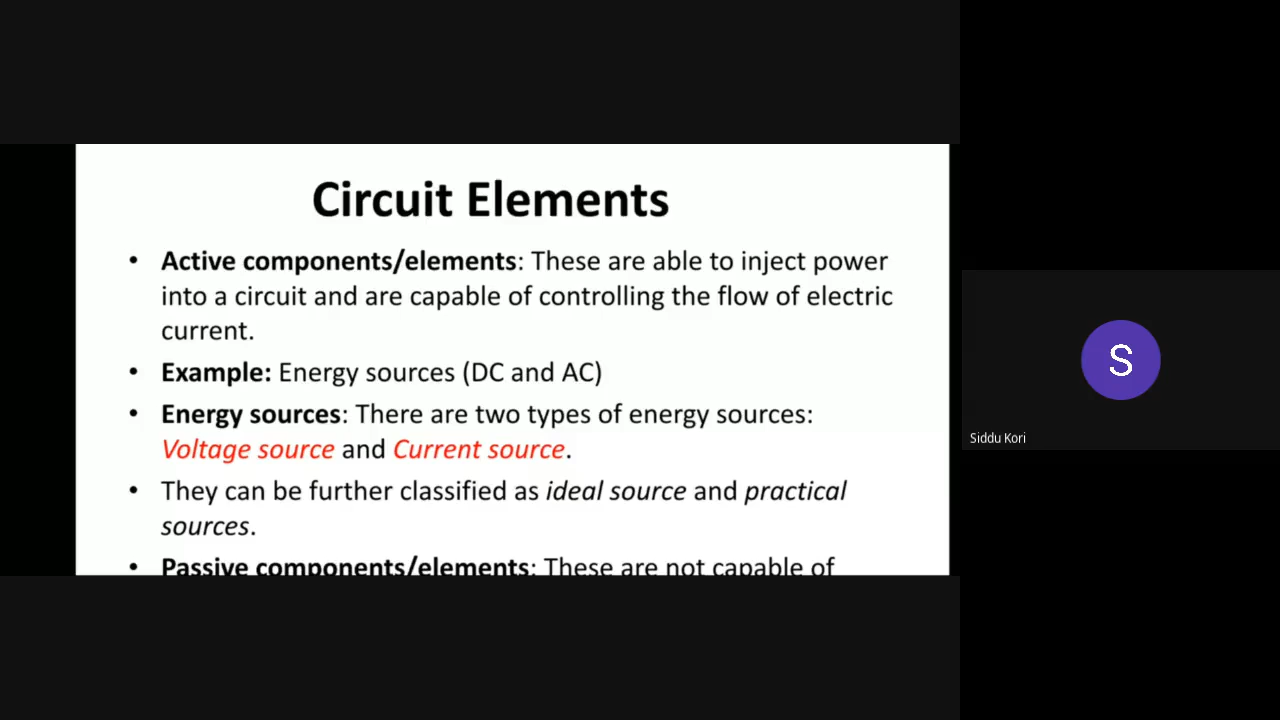 Circuit Elements
• Active components/elements: These are able to inject power
into a circuit and are capable of controlling the flow of electric
current.
• Example: Energy sources (DC and AC)
• Energy sources: There are two types of energy sources:
Voltage source and Current source.
• They can be further classified as ideal source and practical
sources.
• Passive components/elements: These are not capable of
S
Siddu Kori